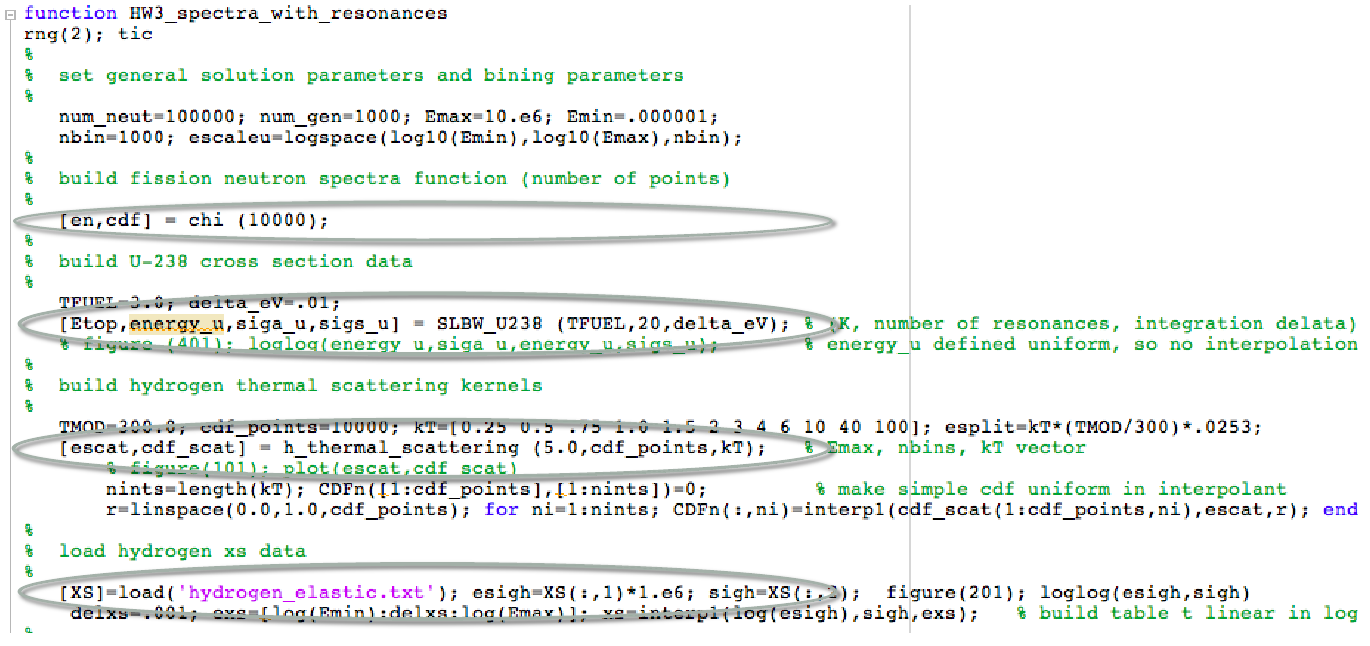 function HW3_spectra_with_resonances
rng(2); tic
%
% set general solution parameters and bining parameters
%
num_neut=100000; num_gen=1000; Emax=10.e6; Emin=.000001;
nbin=1000; escaleu=logspace(log10(Emin),log10(Emax),nbin);
%
% build fission neutron spectra function (number of points)
%
[en,cdf] = chi (10000);
%
% build U-238 cross section data
%
TFUEL=3.0; delta_eV=.01;
[Etop,energy_u,siga_u,sigs_u] = SLBW_U238 (TFUEL,20,delta_eV); % (K, number of resonances, integration delata)
% figure (401); loglog(energy_u,siga_u,energy_u,sigs_u); % energy_u defined uniform, so no interpolation
%
% build hydrogen thermal scattering kernels
%
TMOD=300.0; cdf_points=10000; kT=[0.25 0.5 .75 1.0 1.5 2 3 4 6 10 40 100]; esplit=kT*(TMOD/300)*.0253;
[escat,cdf_scat] = h_thermal_scattering (5.0,cdf_points,kT); % Emax, nbins, kT vector
% figure(101); plot(escat,cdf_scat)
nints=length(kT); CDFn([1:cdf_points],[1:nints])=0; % make simple cdf uniform in interpolant
r=linspace(0.0,1.0,cdf_points); for ni=1:nints; CDFn(:,ni)=interp1(cdf_scat(1:cdf_points,ni),escat,r); end
%
% load hydrogen xs data
%
[XS]=load('hydrogen_elastic.txt'); esigh=XS(:,1)*1.e6; sigh=XS(:,2); figure(201); loglog(esigh,sigh)
delxs=.001; exs=[log(Emin):delxs:log(Emax)]; xs=interp1(log(esigh),sigh,exs); % build table t linear in log
%